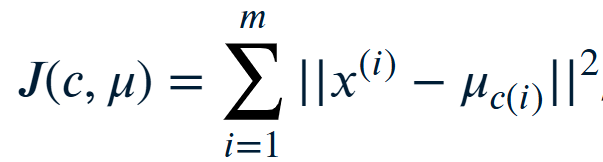 J(c, μ) = ∑_{i=1}^{m} ||x^{(i)} − μ_{c(i)}||^2,